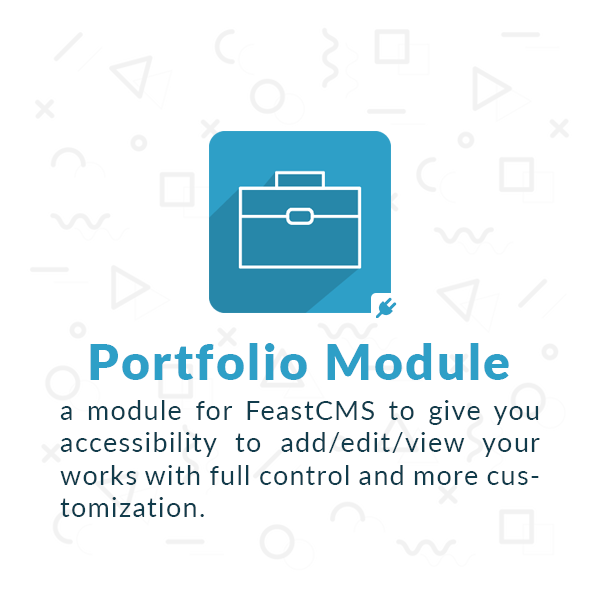 Portfolio Module
a module for FeastCMS to give you
accessibility to add/edit/view your
works with full control and more cus-
tomization.